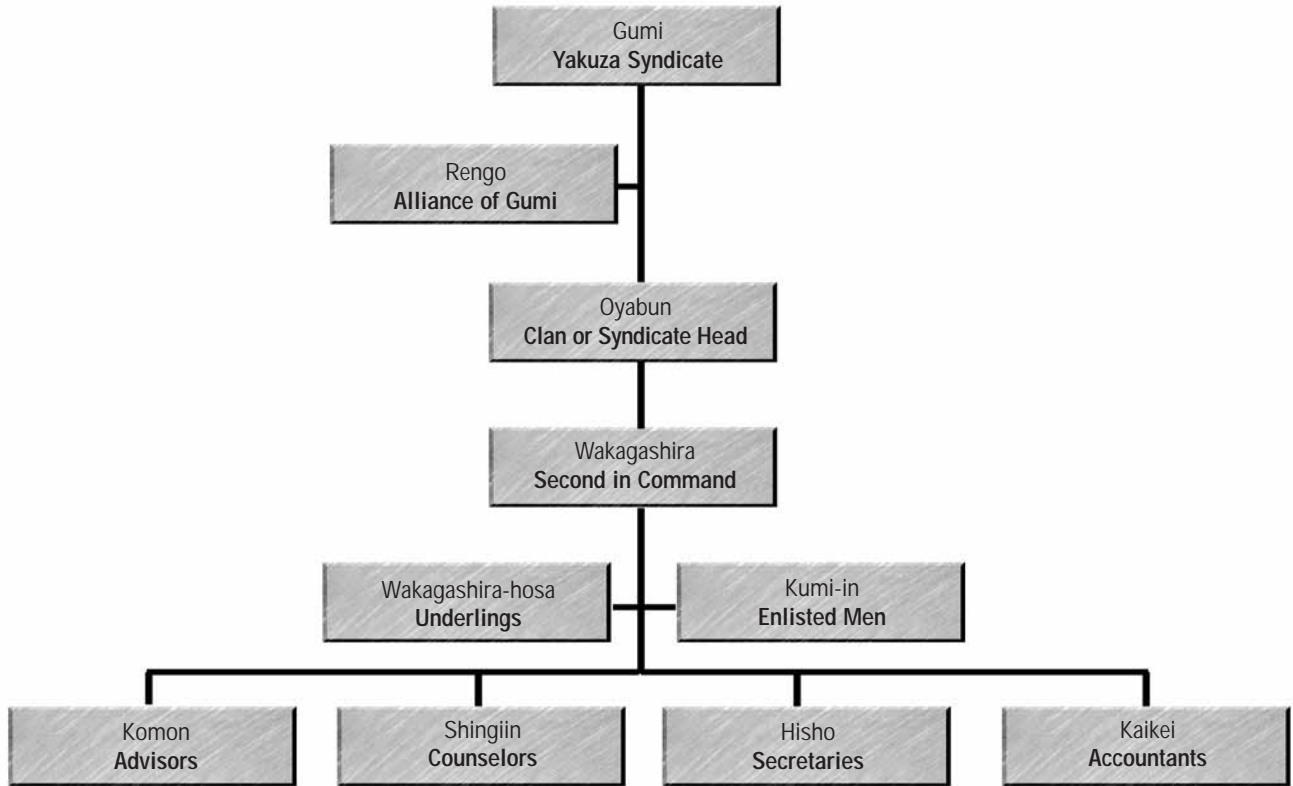 Gumi
Yakuza Syndicate
Rengo
Alliance of Gumi
Oyabun
Clan or Syndicate Head
Wakagashira
Second in Command
Wakagashira-hosa
Underlings
Kumi-in
Enlisted Men
Komon
Advisors
Shingiin
Counselors
Hisho
Secretaries
Kaikei
Accountants